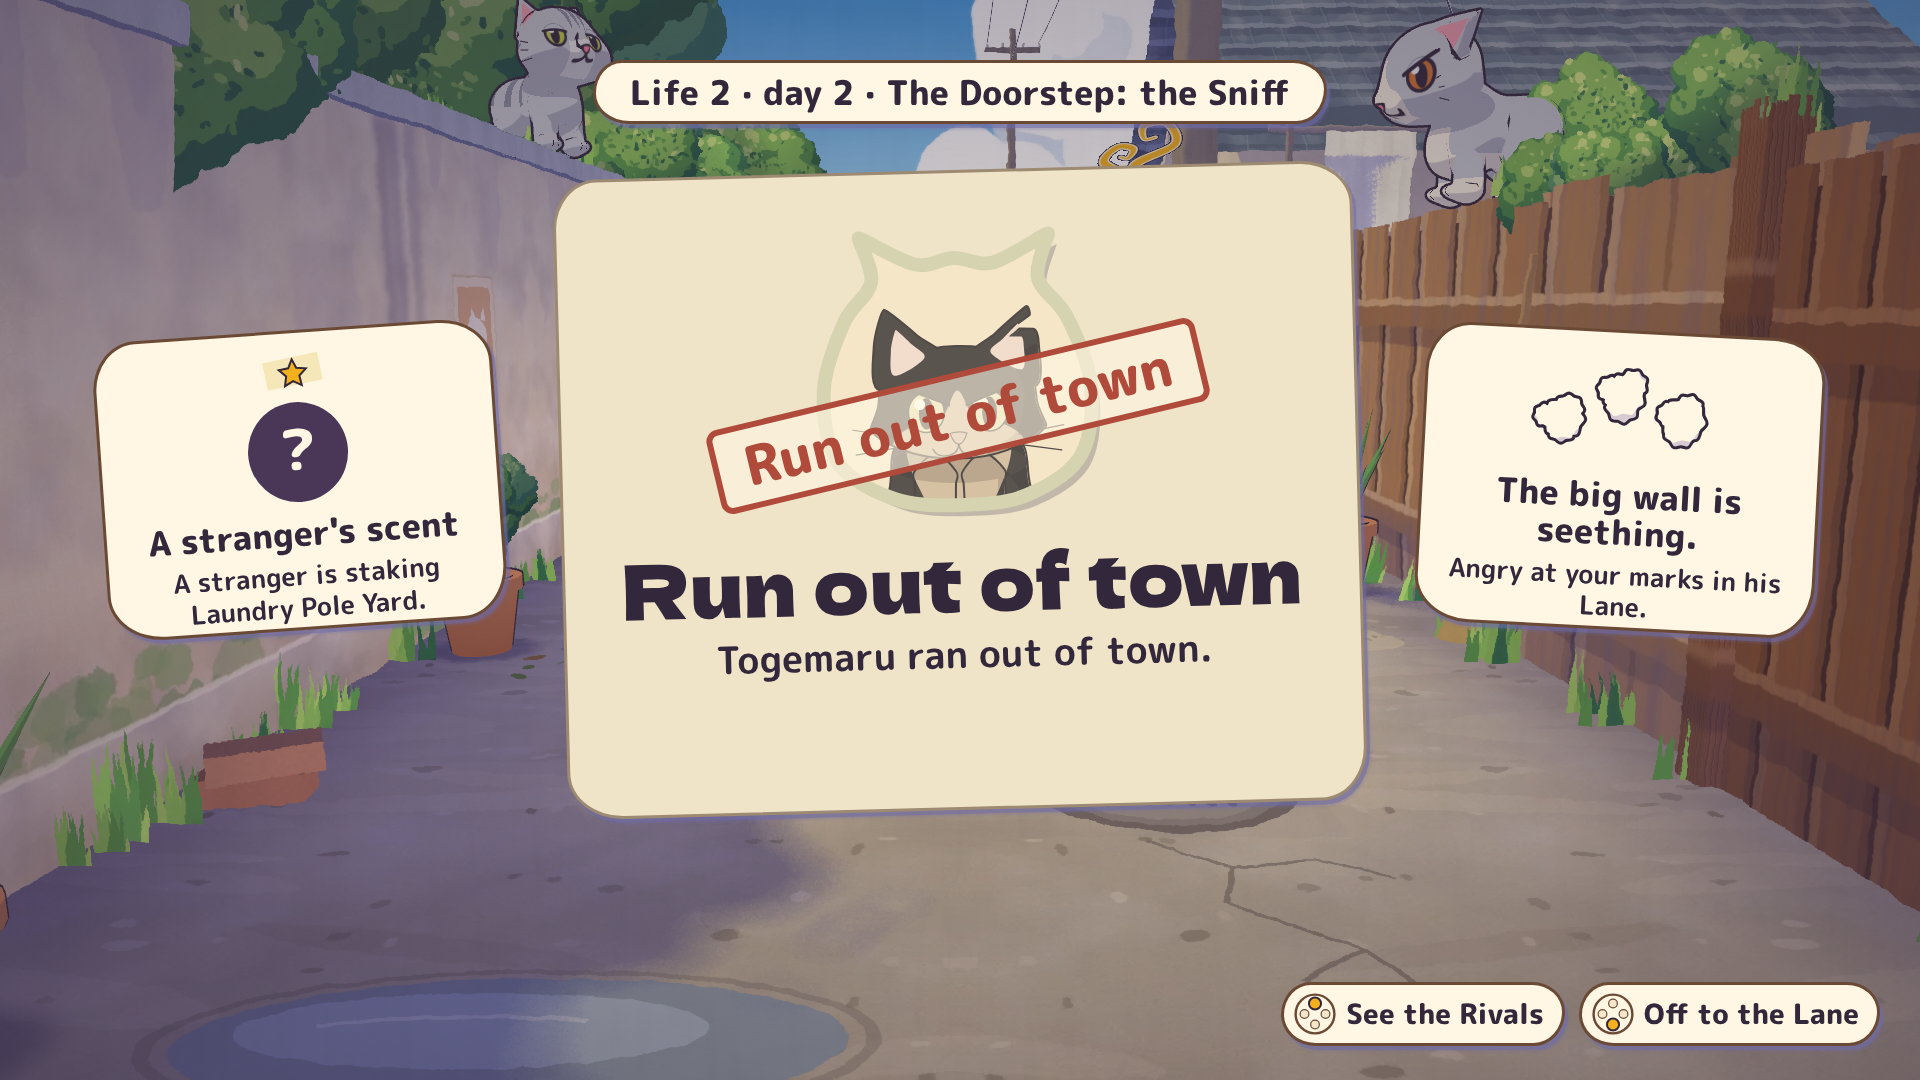 Life 2 · day 2 · The Doorstep: the Sniff
?
A stranger's scent
A stranger is staking
Laundry Pole Yard.
Run out of town
Run out of town
Togemaru ran out of town.
The big wall is
seething.
Angry at your marks in his
Lane.
See the Rivals
Off to the Lane